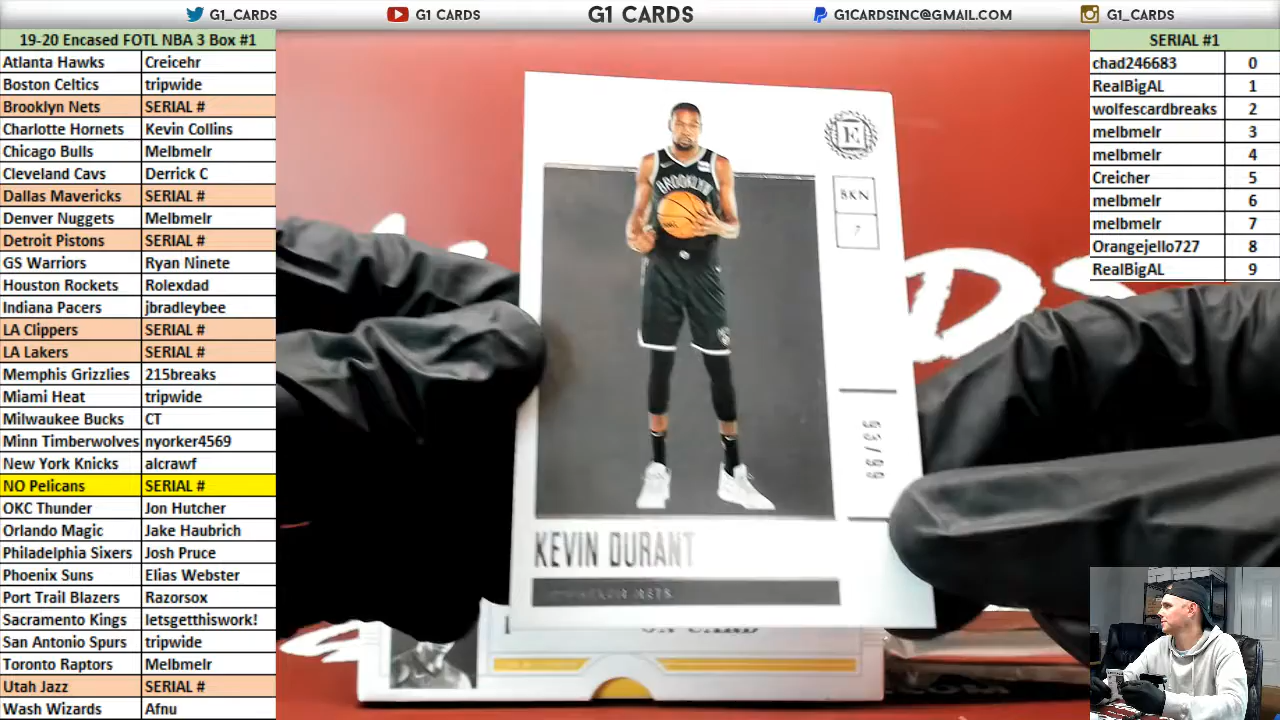 G1_CARDS
G1 CARDS
G1 CARDS
G1CARDSINC@GMAIL.COM
G1_CARDS
19-20 Encased FOTL NBA 3 Box #1
Atlanta Hawks Creicehr
Boston Celtics tripwide
Brooklyn Nets SERIAL #
Charlotte Hornets Kevin Collins
Chicago Bulls Melbmelr
Cleveland Cavs Derrick C
Dallas Mavericks SERIAL #
Denver Nuggets Melbmelr
Detroit Pistons SERIAL #
GS Warriors Ryan Ninete
Houston Rockets Rolexdad
Indiana Pacers jbradleybee
LA Clippers SERIAL #
LA Lakers SERIAL #
Memphis Grizzlies 215breaks
Miami Heat tripwide
Milwaukee Bucks CT
Minn Timberwolves nyorker4569
New York Knicks alcrawf
NO Pelicans SERIAL #
OKC Thunder Jon Hutcher
Orlando Magic Jake Haubrich
Philadelphia Sixers Josh Pruce
Phoenix Suns Elias Webster
Port Trail Blazers Razorsox
Sacramento Kings letsgetthiswork!
San Antonio Spurs tripwide
Toronto Raptors Melbmelr
Utah Jazz SERIAL #
Wash Wizards Afnu
E
BROOKLYN
BKN
7
93/99
KEVIN DURANT
NETS
ON CARD
SERIAL #1
chad246683 0
RealBigAL 1
wolfescardbreaks 2
melbmelr 3
melbmelr 4
Creicher 5
melbmelr 6
melbmelr 7
Orangejello727 8
RealBigAL 9